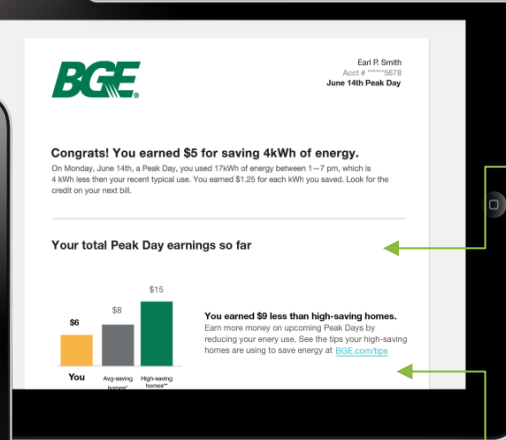 BGE
Earl P. Smith
Acct # *****5678
June 14th Peak Day
Congrats! You earned $5 for saving 4kWh of energy.
On Monday, June 14th, a Peak Day, you used 17kWh of energy between 1—7 pm, which is
4 kWh less then your recent typical use. You earned $1.25 for each kWh you saved. Look for the
credit on your next bill.
Your total Peak Day earnings so far
$15
$8
$6
You earned $9 less than high-saving homes.
Earn more money on upcoming Peak Days by
reducing your enery use. See the tips your high-saving
homes are using to save energy at BGE.com/tips
You
Avg-saving
homes*
High-saving
homes**